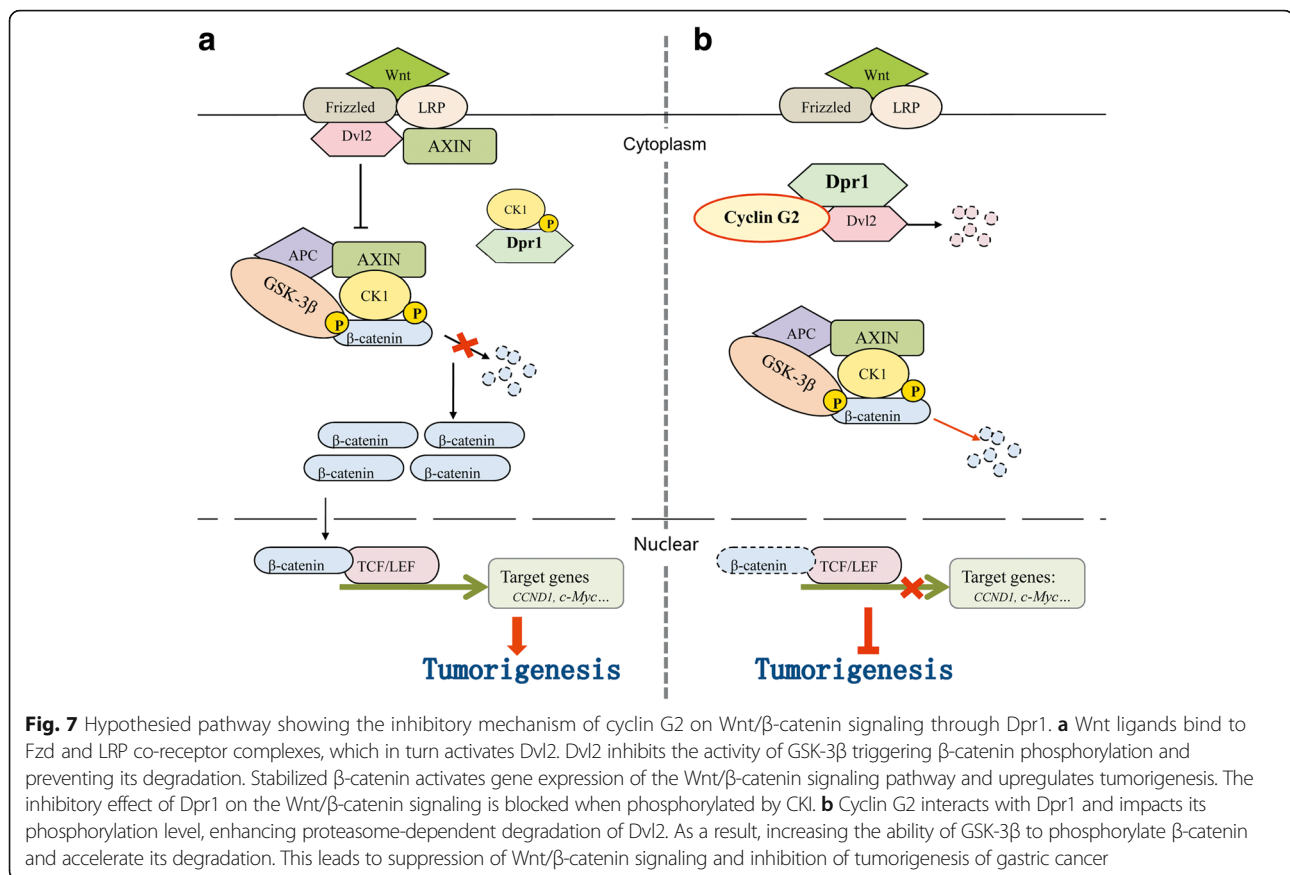 a
Wnt
Frizzled
LRP
Dvl2
AXIN
CK1
P
Dpr1
APC
AXIN
GSK-3β
CK1
P
P
β-catenin
β-catenin
β-catenin
β-catenin
β-catenin
β-catenin
TCF/LEF
Target genes
CCND1, c-Myc...
Tumorigenesis
Cytoplasm
Nuclear
b
Wnt
Frizzled
LRP
Dpr1
Cyclin G2
Dvl2
APC
AXIN
GSK-3β
CK1
P
P
β-catenin
β-catenin
TCF/LEF
Target genes:
CCND1, c-Myc...
Tumorigenesis
Fig. 7 Hypothesied pathway showing the inhibitory mechanism of cyclin G2 on Wnt/β-catenin signaling through Dpr1. a Wnt ligands bind to
Fzd and LRP co-receptor complexes, which in turn activates Dvl2. Dvl2 inhibits the activity of GSK-3β triggering β-catenin phosphorylation and
preventing its degradation. Stabilized β-catenin activates gene expression of the Wnt/β-catenin signaling pathway and upregulates tumorigenesis. The
inhibitory effect of Dpr1 on the Wnt/β-catenin signaling is blocked when phosphorylated by CKI. b Cyclin G2 interacts with Dpr1 and impacts its
phosphorylation level, enhancing proteasome-dependent degradation of Dvl2. As a result, increasing the ability of GSK-3β to phosphorylate β-catenin
and accelerate its degradation. This leads to suppression of Wnt/β-catenin signaling and inhibition of tumorigenesis of gastric cancer